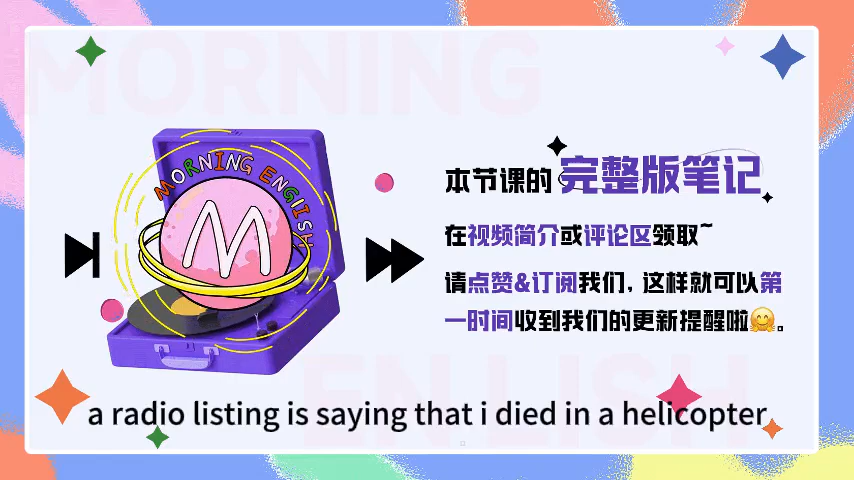 MORNING
MORNING ENGLISH
M
本节课的 完整版笔记
在视频简介或评论区领取~
请点赞&订阅我们，这样就可以第
一时间收到我们的更新提醒啦🤗。
ENLISH
a radio listing is saying that i died in a helicopter